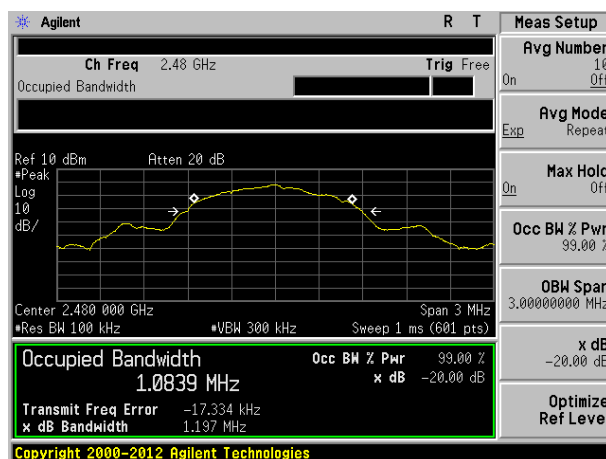 Agilent R T
Ch Freq 2.48 GHz Trig Free
Occupied Bandwidth
Ref 10 dBm Atten 20 dB
#Peak
Log
10
dB/
Center 2.480 000 GHz Span 3 MHz
#Res BW 100 kHz #VBW 300 kHz Sweep 1 ms (601 pts)
Occupied Bandwidth
1.0839 MHz
Occ BW % Pwr 99.00 %
x dB -20.00 dB
Transmit Freq Error -17.334 kHz
x dB Bandwidth 1.197 MHz
Copyright 2000-2012 Agilent Technologies
Meas Setup
Avg Number
10
On Off
Avg Mode
Exp Repeat
Max Hold
On Off
Occ BW % Pwr
99.00 %
OBW Span
3.00000000 MHz
x dB
-20.00 dB
Optimize
Ref Level